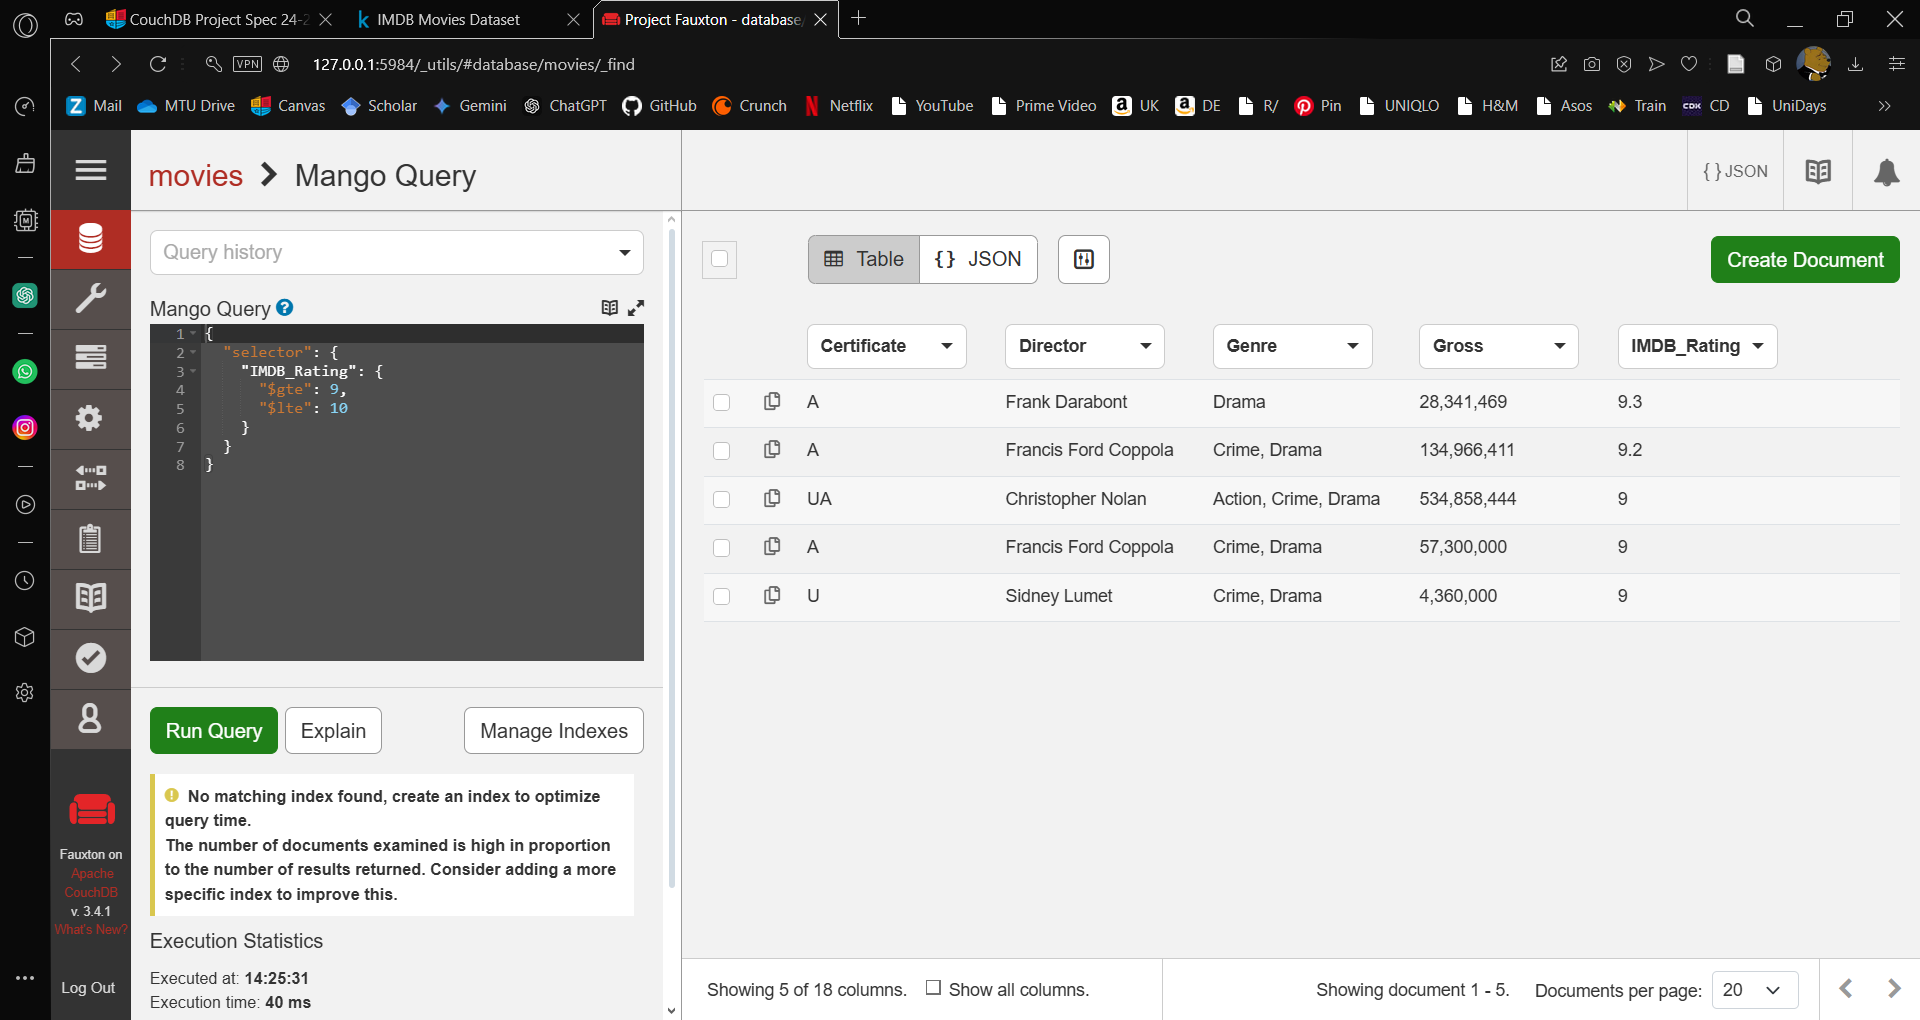 CouchDB Project Spec 24-2
IMDB Movies Dataset
Project Fauxton - database/
VPN
127.0.0.1:5984/_utils/#database/movies/_find
Mail
MTU Drive
Canvas
Scholar
Gemini
ChatGPT
GitHub
Crunch
Netflix
YouTube
Prime Video
UK
DE
R/
Pin
UNIQLO
H&M
Asos
Train
CD
UniDays
movies > Mango Query
{ } JSON
Query history
Table
{} JSON
Create Document
Mango Query
1 {
2 "selector": {
3 "IMDB_Rating": {
4 "$gte": 9,
5 "$lte": 10
6 }
7 }
8 }
Certificate Director Genre Gross IMDB_Rating
A Frank Darabont Drama 28,341,469 9.3
A Francis Ford Coppola Crime, Drama 134,966,411 9.2
UA Christopher Nolan Action, Crime, Drama 534,858,444 9
A Francis Ford Coppola Crime, Drama 57,300,000 9
U Sidney Lumet Crime, Drama 4,360,000 9
Run Query
Explain
Manage Indexes
No matching index found, create an index to optimize
query time.
The number of documents examined is high in proportion
to the number of results returned. Consider adding a more
specific index to improve this.
Execution Statistics
Executed at: 14:25:31
Execution time: 40 ms
Fauxton on
Apache
CouchDB
v. 3.4.1
What's New?
Log Out
Showing 5 of 18 columns.
Show all columns.
Showing document 1 - 5.
Documents per page: 20